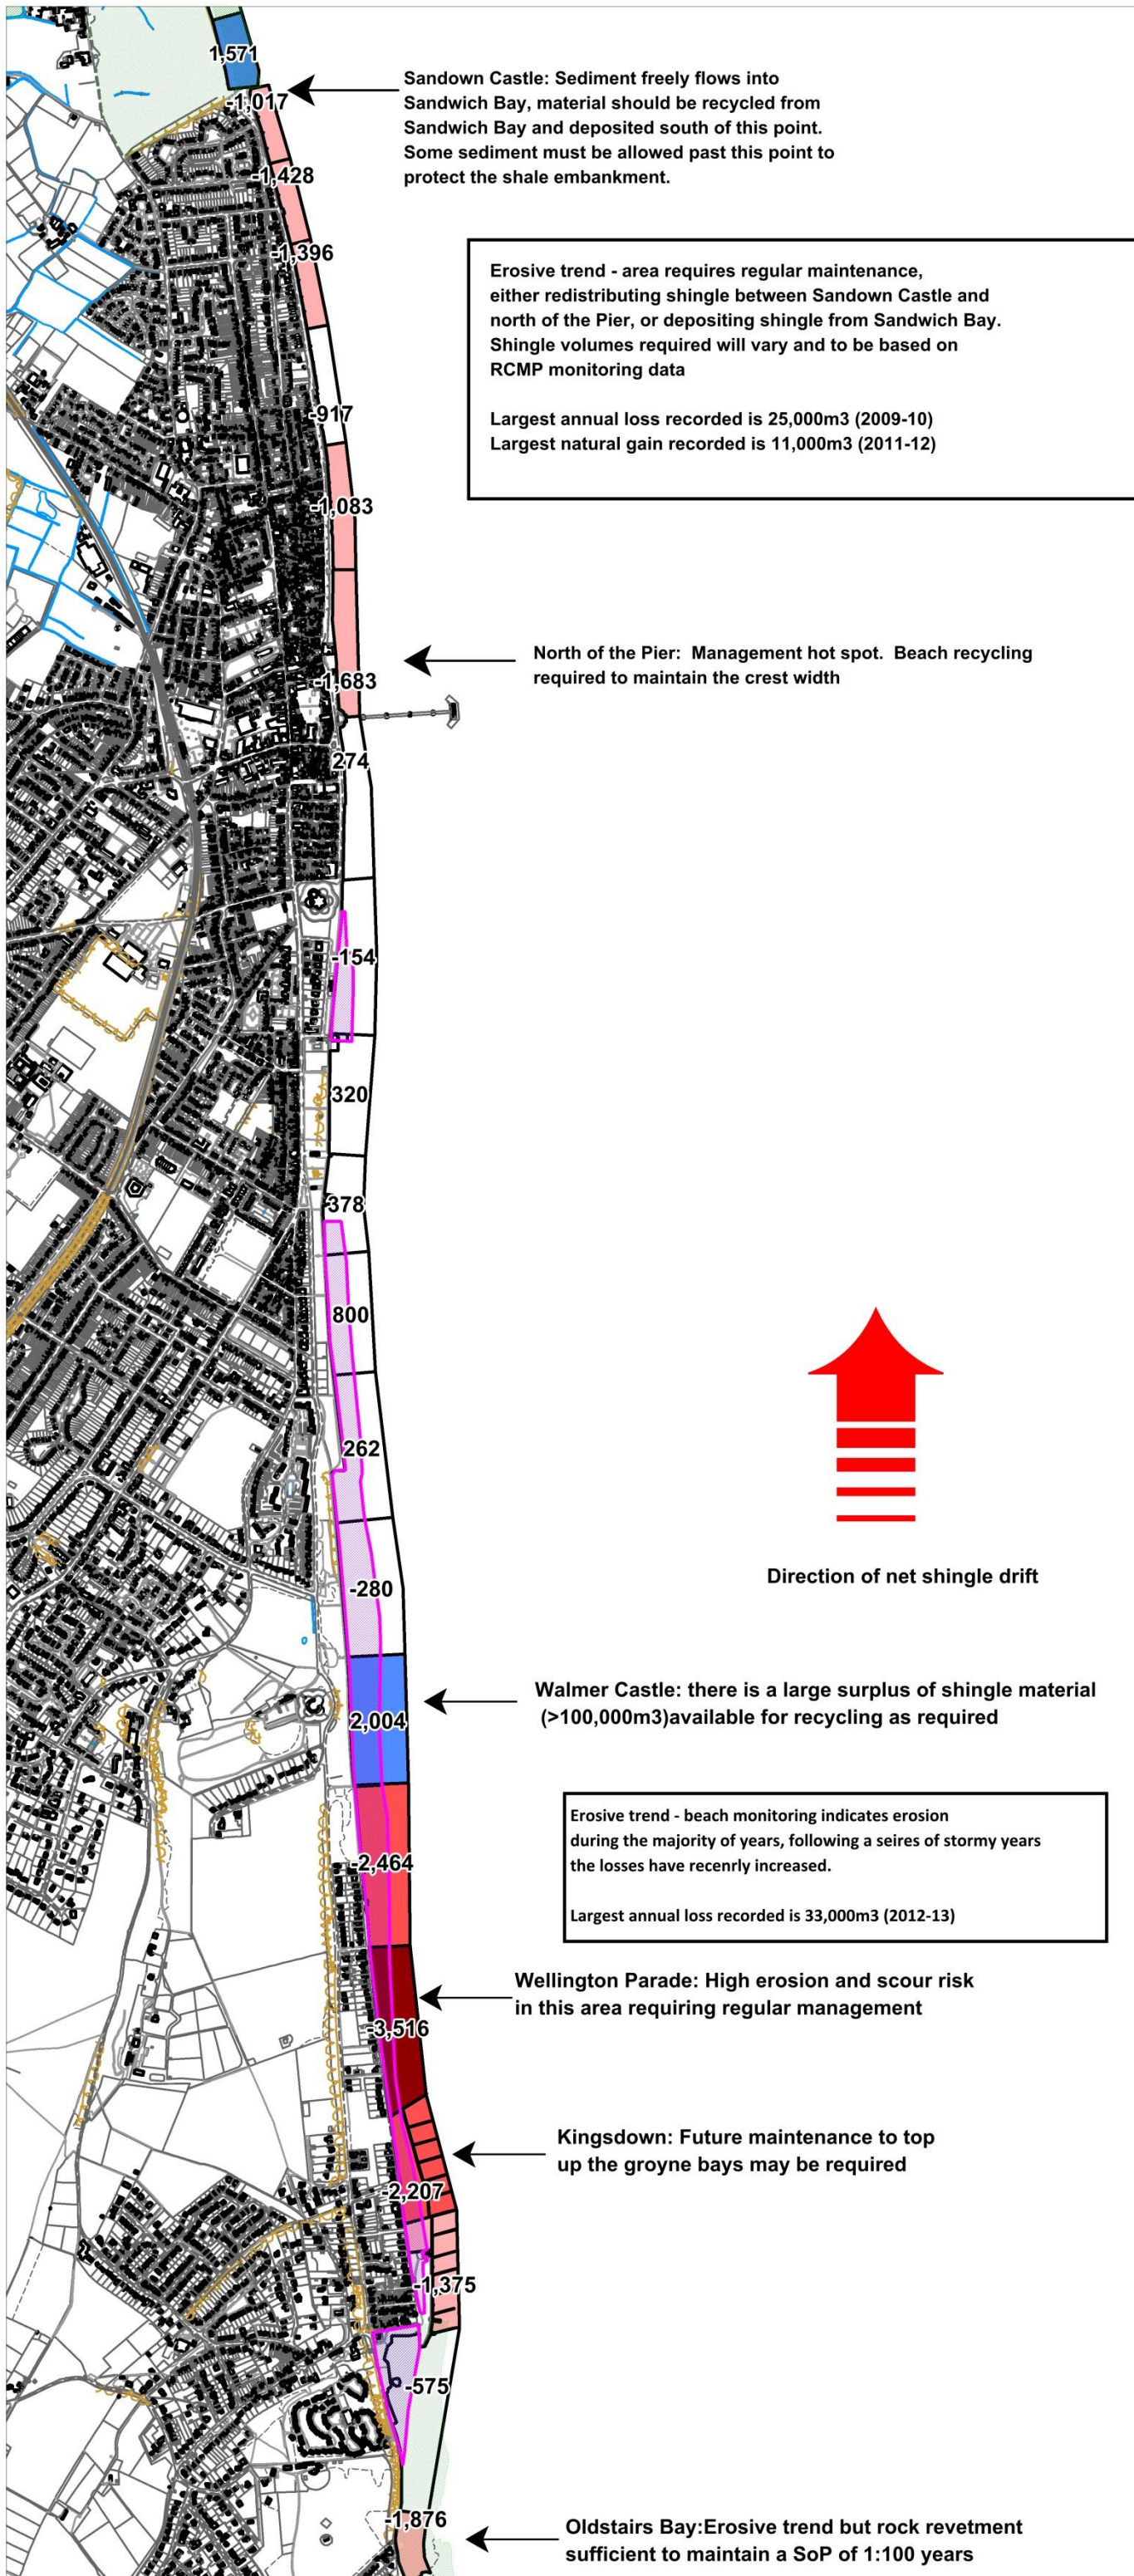 1,571
Sandown Castle: Sediment freely flows into
Sandwich Bay, material should be recycled from
Sandwich Bay and deposited south of this point.
Some sediment must be allowed past this point to
protect the shale embankment.
-1,017
-1,428
-1,396
Erosive trend - area requires regular maintenance,
either redistributing shingle between Sandown Castle and
north of the Pier, or depositing shingle from Sandwich Bay.
Shingle volumes required will vary and to be based on
RCMP monitoring data
Largest annual loss recorded is 25,000m3 (2009-10)
Largest natural gain recorded is 11,000m3 (2011-12)
-917
-1,083
North of the Pier: Management hot spot. Beach recycling
required to maintain the crest width
-1,683
274
-154
320
378
800
262
Direction of net shingle drift
-280
Walmer Castle: there is a large surplus of shingle material
(>100,000m3)available for recycling as required
2,004
Erosive trend - beach monitoring indicates erosion
during the majority of years, following a seires of stormy years
the losses have recenrly increased.
Largest annual loss recorded is 33,000m3 (2012-13)
-2,464
Wellington Parade: High erosion and scour risk
in this area requiring regular management
-3,516
Kingsdown: Future maintenance to top
up the groyne bays may be required
-2,207
-1,375
-575
-1,876
Oldstairs Bay:Erosive trend but rock revetment
sufficient to maintain a SoP of 1:100 years